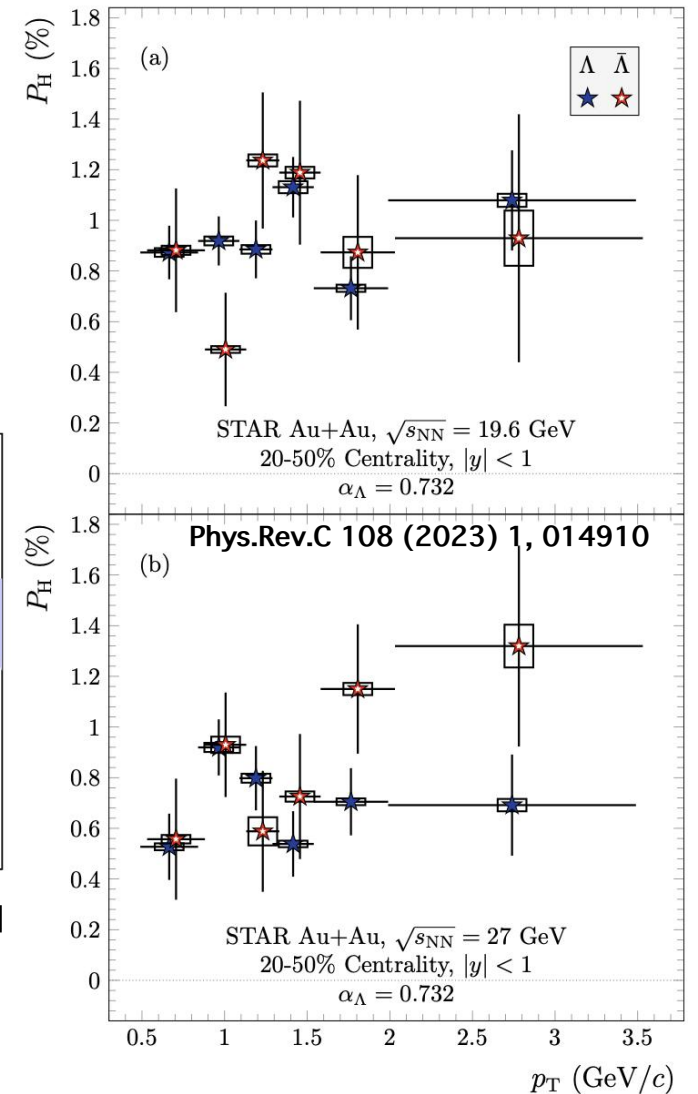 1.8
1.6
1.4
1.2
1
0.8
0.6
0.4
0.2
0
P_H (%)
(a)
Λ Λ̄
STAR Au+Au, √s_NN = 19.6 GeV
20-50% Centrality, |y| < 1
α_Λ = 0.732
1.8
1.6
1.4
1.2
1
0.8
0.6
0.4
0.2
0
P_H (%)
Phys.Rev.C 108 (2023) 1, 014910
(b)
STAR Au+Au, √s_NN = 27 GeV
20-50% Centrality, |y| < 1
α_Λ = 0.732
0.5 1 1.5 2 2.5 3 3.5
p_T (GeV/c)